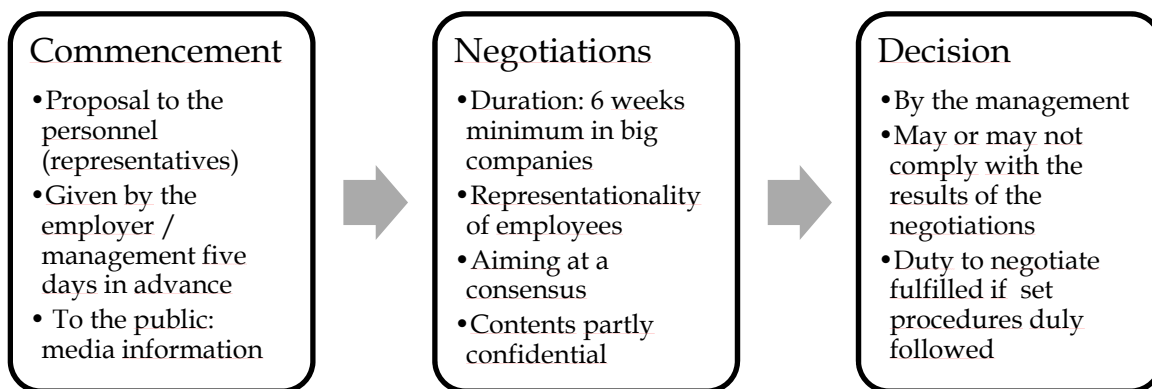 Commencement
•Proposal to the
personnel
(representatives)
•Given by the
employer /
management five
days in advance
• To the public:
media information
Negotiations
•Duration: 6 weeks
minimum in big
companies
•Representationality
of employees
•Aiming at a
consensus
•Contents partly
confidential
Decision
•By the management
•May or may not
comply with the
results of the
negotiations
•Duty to negotiate
fulfilled if  set
procedures duly
followed